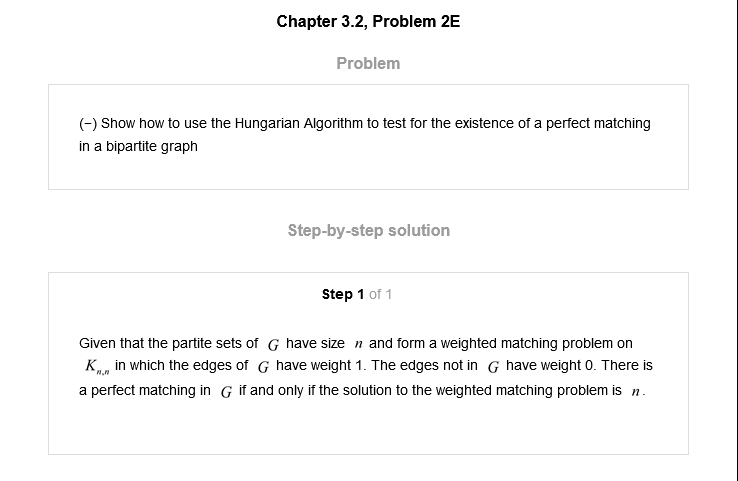 Chapter 3.2, Problem 2E
Problem
(−) Show how to use the Hungarian Algorithm to test for the existence of a perfect matching
in a bipartite graph
Step-by-step solution
Step 1 of 1
Given that the partite sets of G have size n and form a weighted matching problem on
Kn,n in which the edges of G have weight 1. The edges not in G have weight 0. There is
a perfect matching in G if and only if the solution to the weighted matching problem is n.